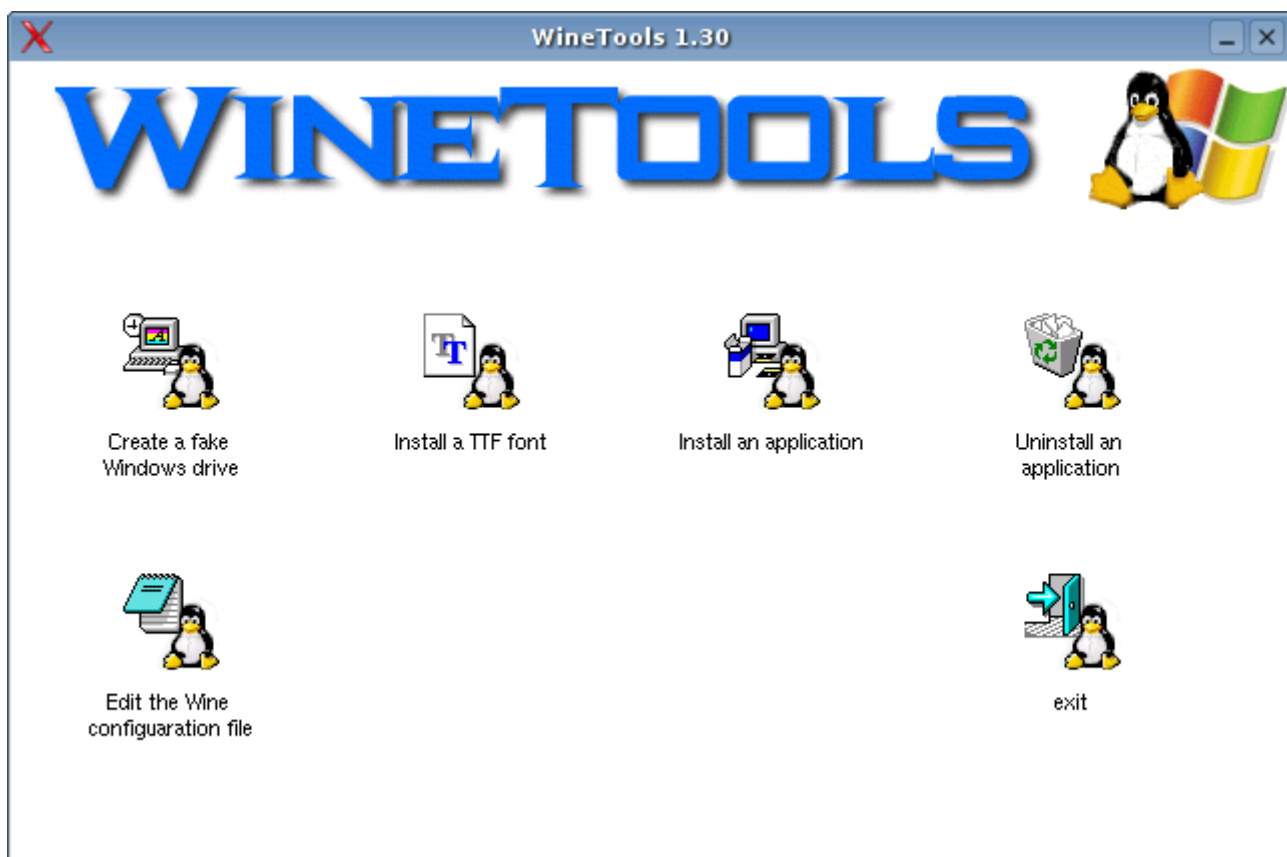 WineTools 1.30
WINETOOLS
Create a fake
Windows drive
Install a TTF font
Install an application
Uninstall an
application
Edit the Wine
configuaration file
exit